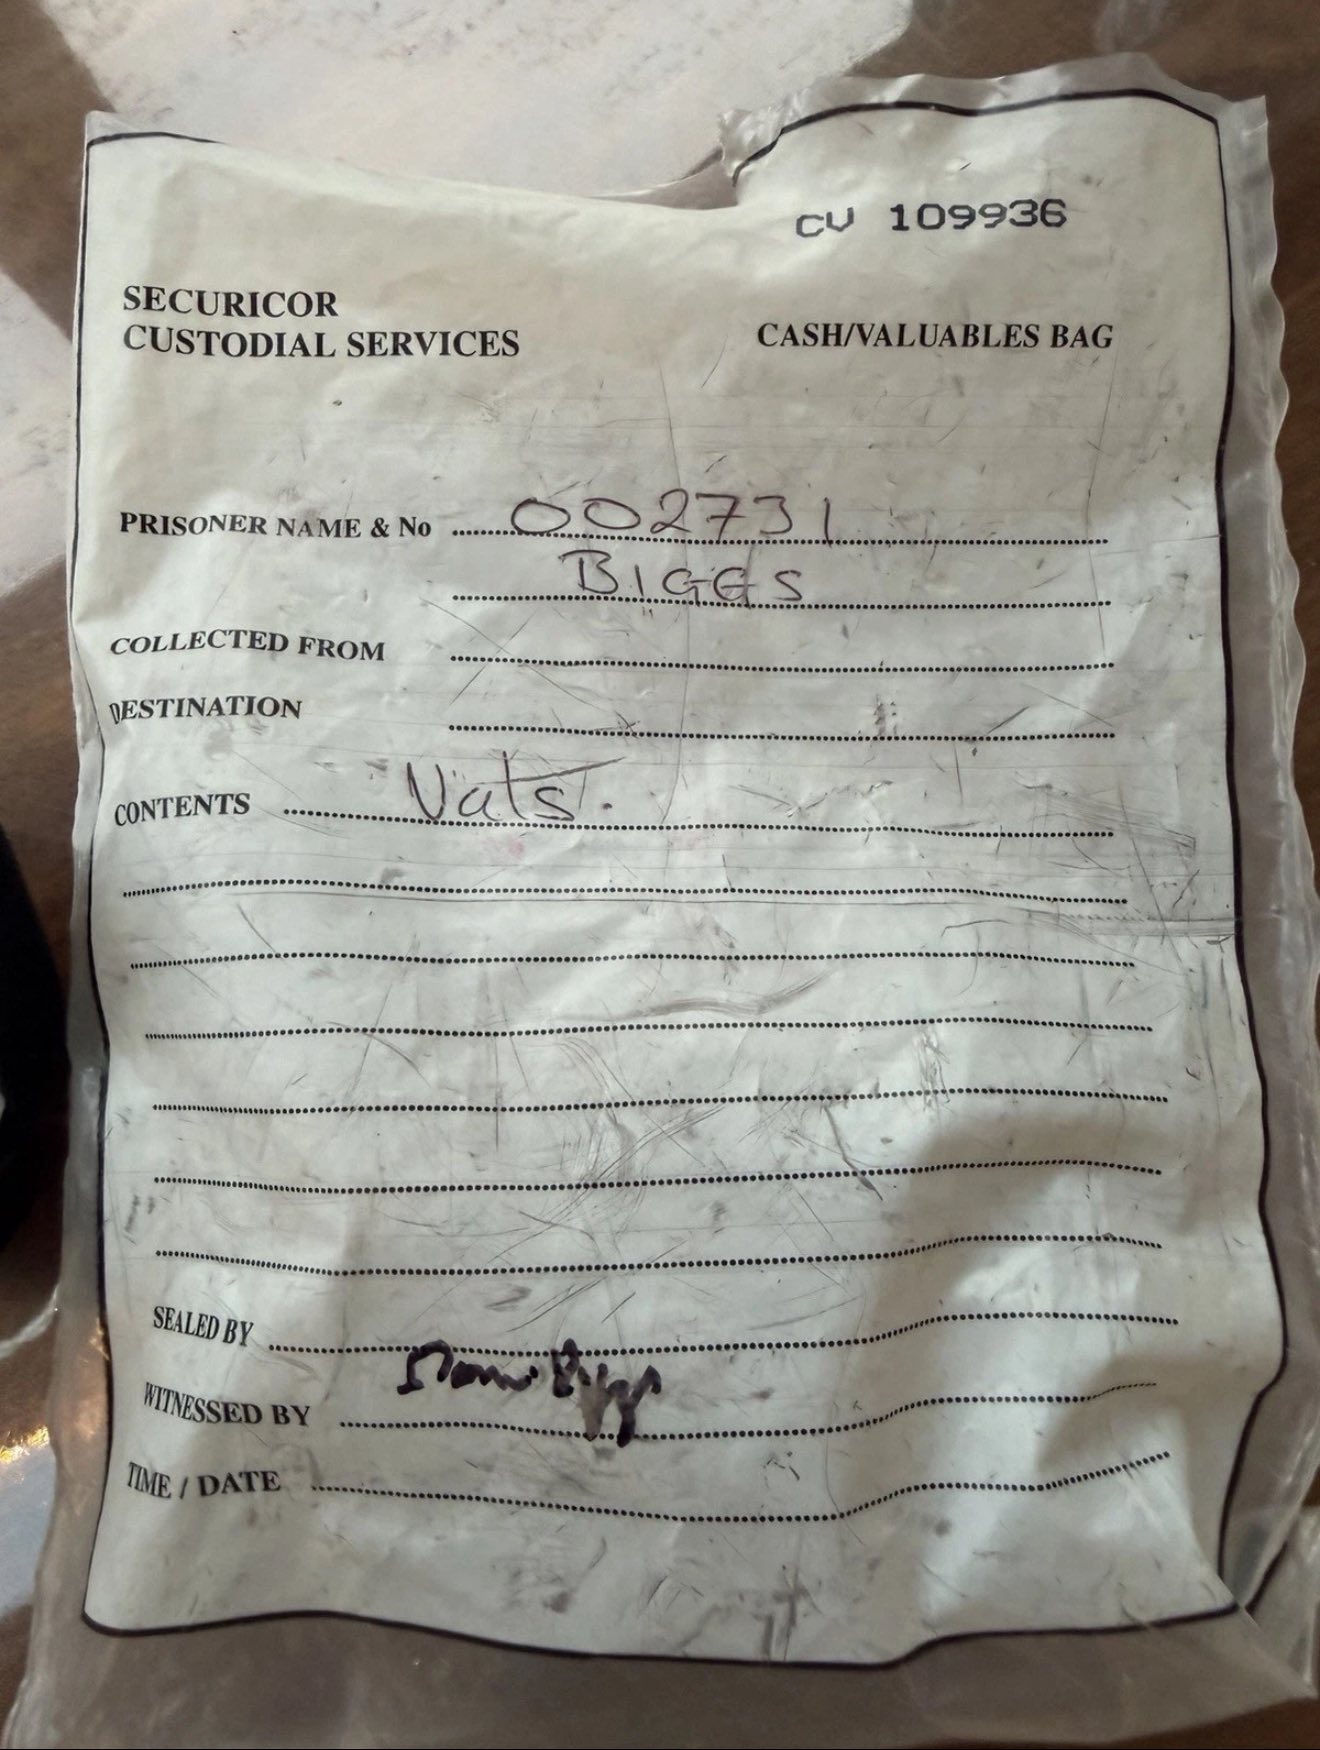 CV 109936
SECURICOR
CUSTODIAL SERVICES
CASH/VALUABLES BAG
PRISONER NAME & No 002731
BIGGS
COLLECTED FROM
DESTINATION
CONTENTS Vats.
SEALED BY
WITNESSED BY
TIME / DATE